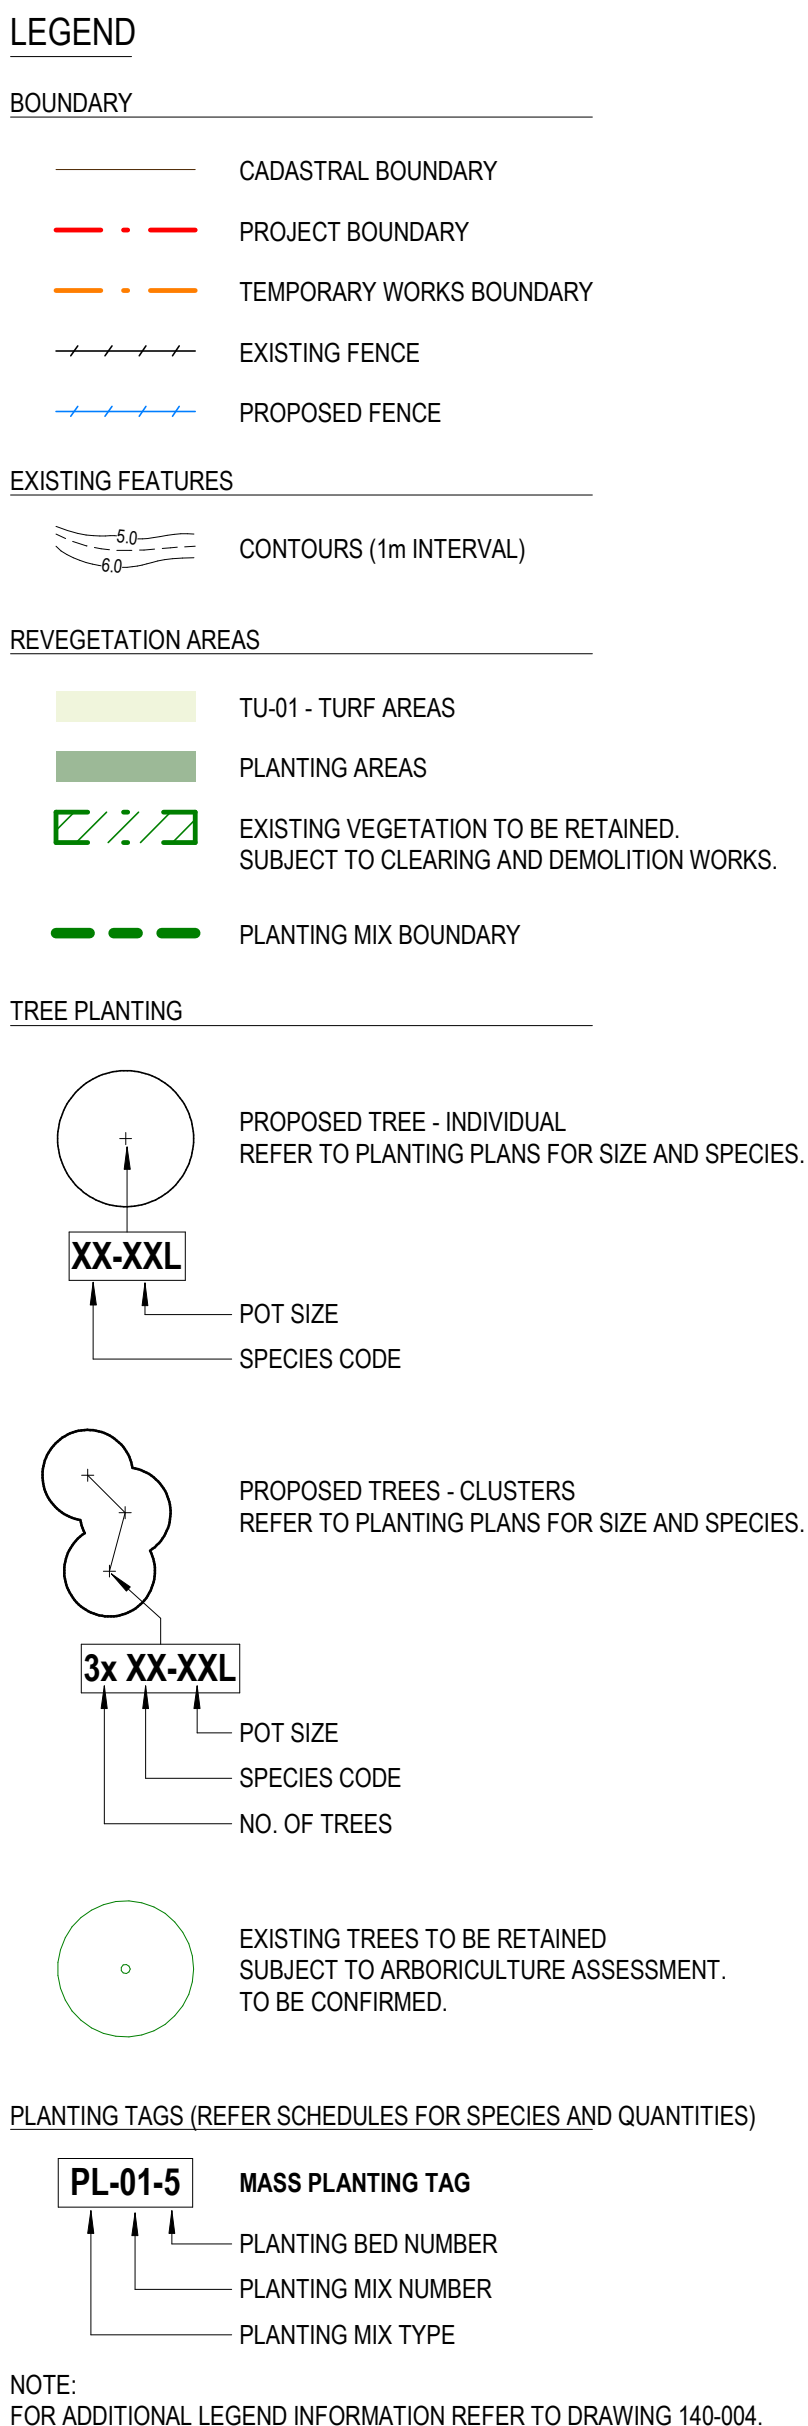 LEGEND
BOUNDARY
CADASTRAL BOUNDARY
PROJECT BOUNDARY
TEMPORARY WORKS BOUNDARY
EXISTING FENCE
PROPOSED FENCE
EXISTING FEATURES
5.0
6.0
CONTOURS (1m INTERVAL)
REVEGETATION AREAS
TU-01 - TURF AREAS
PLANTING AREAS
EXISTING VEGETATION TO BE RETAINED.
SUBJECT TO CLEARING AND DEMOLITION WORKS.
PLANTING MIX BOUNDARY
TREE PLANTING
PROPOSED TREE - INDIVIDUAL
REFER TO PLANTING PLANS FOR SIZE AND SPECIES.
XX-XXL
POT SIZE
SPECIES CODE
PROPOSED TREES - CLUSTERS
REFER TO PLANTING PLANS FOR SIZE AND SPECIES.
3x XX-XXL
POT SIZE
SPECIES CODE
NO. OF TREES
EXISTING TREES TO BE RETAINED
SUBJECT TO ARBORICULTURE ASSESSMENT.
TO BE CONFIRMED.
PLANTING TAGS (REFER SCHEDULES FOR SPECIES AND QUANTITIES)
PL-01-5
MASS PLANTING TAG
PLANTING BED NUMBER
PLANTING MIX NUMBER
PLANTING MIX TYPE
NOTE:
FOR ADDITIONAL LEGEND INFORMATION REFER TO DRAWING 140-004.